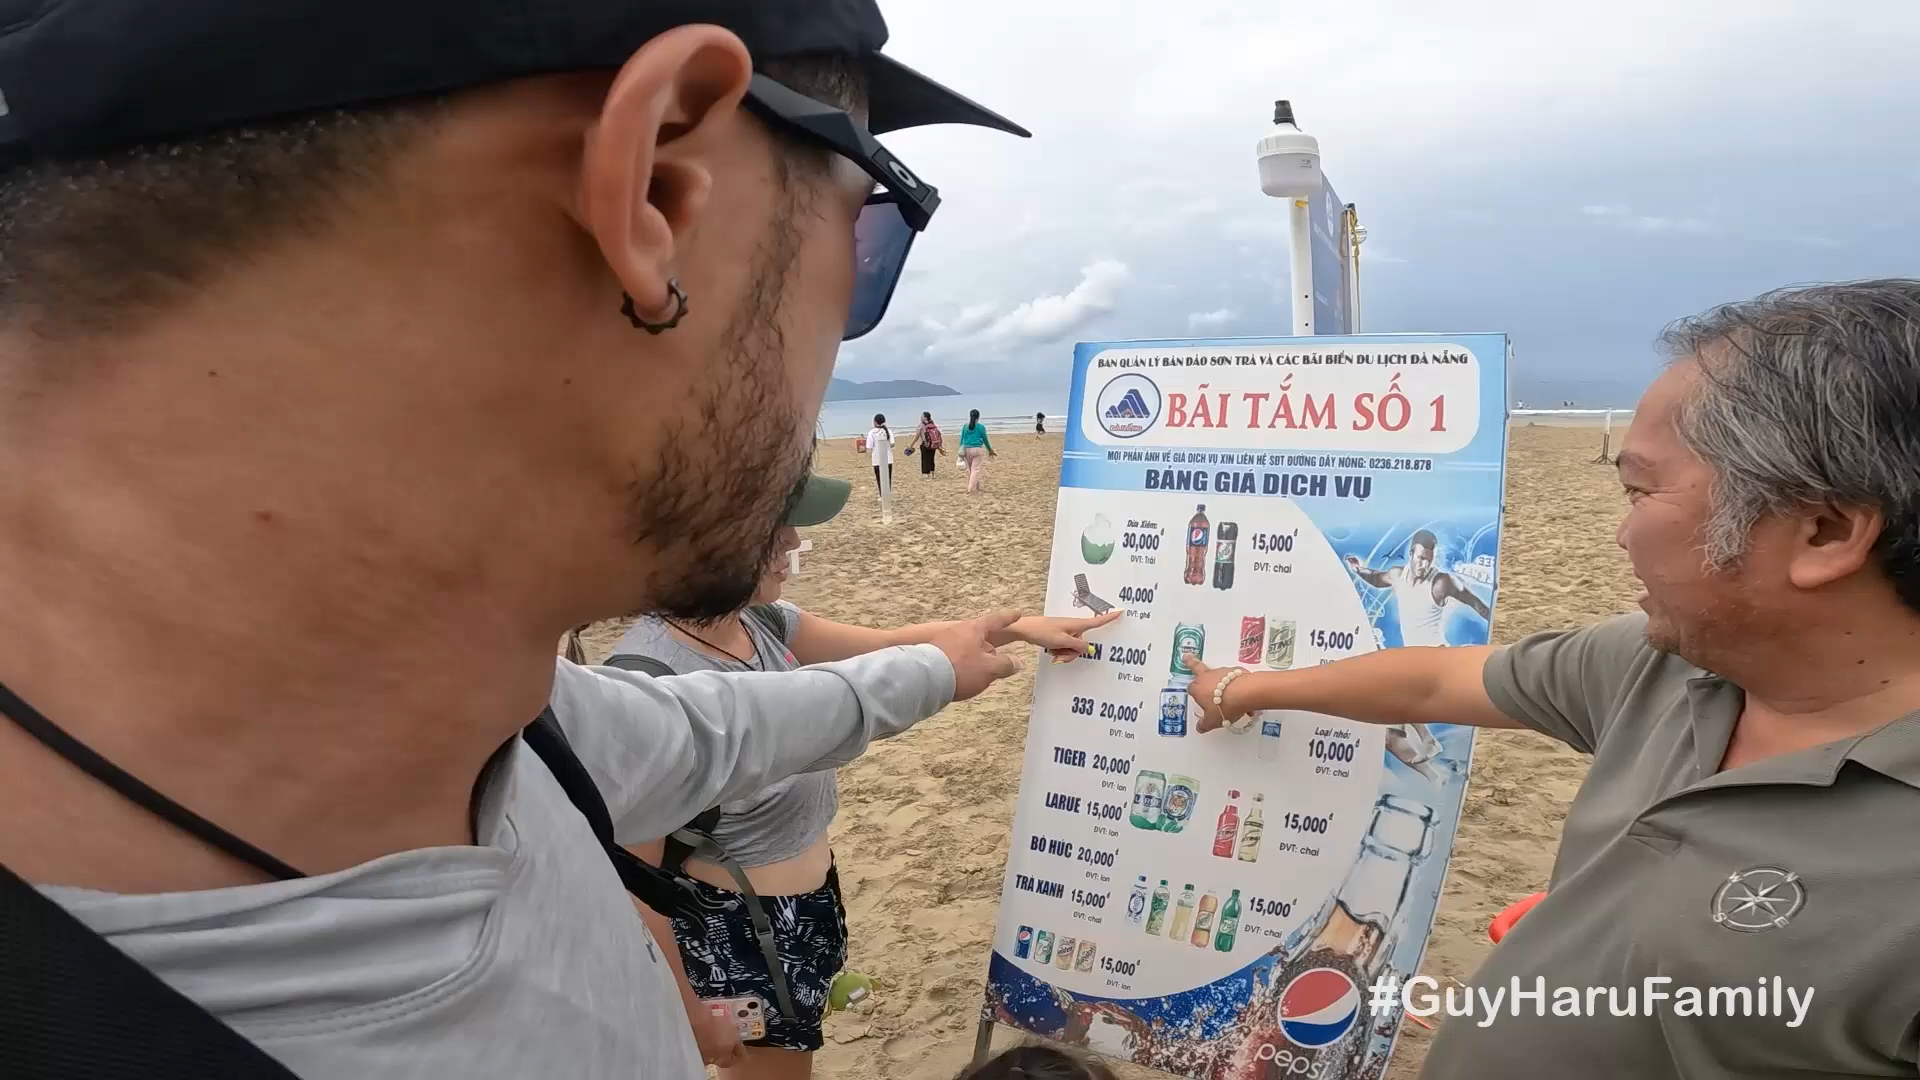 BAN QUẢN LÝ BÁN ĐẢO SƠN TRÀ VÀ CÁC BÃI BIỂN DU LỊCH ĐÀ NẴNG
BÃI TẮM SỐ 1
MỌI PHẢN ÁNH VỀ GIÁ DỊCH VỤ XIN LIÊN HỆ SĐT ĐƯỜNG DÂY NÓNG: 0236.218.878
BẢNG GIÁ DỊCH VỤ
Dừa Xiêm:
30,000đ
ĐVT: Trái
15,000đ
ĐVT: chai
40,000đ
ĐVT: ghế
22,000đ
ĐVT: lon
15,000đ
333 20,000đ
ĐVT: lon
Loại nhỏ:
10,000đ
ĐVT: chai
TIGER 20,000đ
ĐVT: lon
LARUE 15,000đ
ĐVT: lon
15,000đ
ĐVT: chai
BÒ HÚC 20,000đ
ĐVT: lon
TRÀ XANH 15,000đ
ĐVT: chai
15,000đ
ĐVT: chai
15,000đ
ĐVT: lon
pepsi
N
W
S
E
#GuyHaruFamily